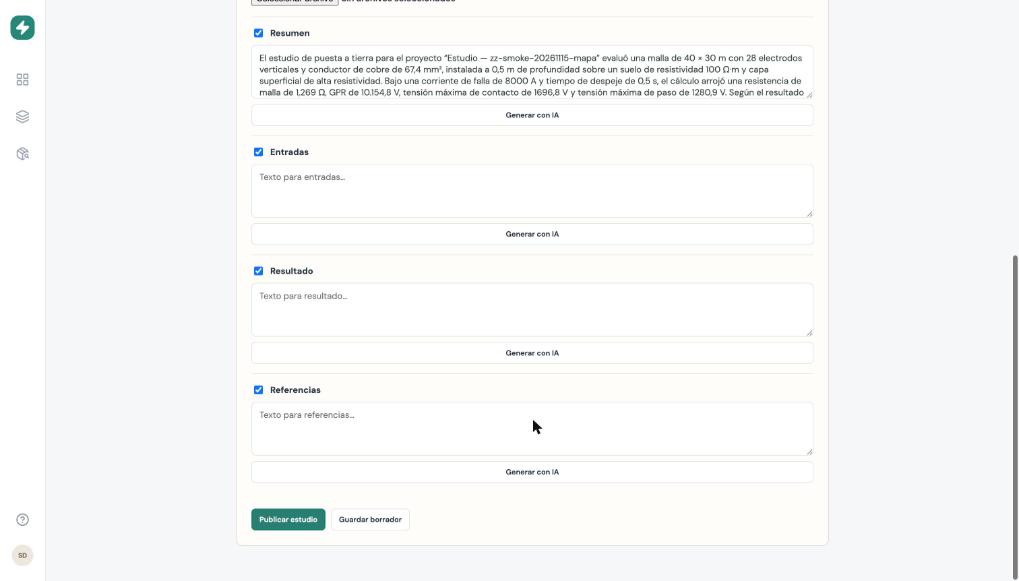 Resumen
El estudio de puesta a tierra para el proyecto "Estudio — zz-smoke-20261115-mapa" evaluó una malla de 40 × 30 m con 28 electrodos
verticales y conductor de cobre de 67,4 mm², instalada a 0,5 m de profundidad sobre un suelo de resistividad 100 Ω·m y capa
superficial de alta resistividad. Bajo una corriente de falla de 8000 A y tiempo de despeje de 0,5 s, el cálculo arrojó una resistencia de
malla de 1,269 Ω, GPR de 10.154,8 V, tensión máxima de contacto de 1696,8 V y tensión máxima de paso de 1280,9 V. Según el resultado
Generar con IA
Entradas
Texto para entradas…
Generar con IA
Resultado
Texto para resultado…
Generar con IA
Referencias
Texto para referencias…
Generar con IA
Publicar estudio
Guardar borrador
SD